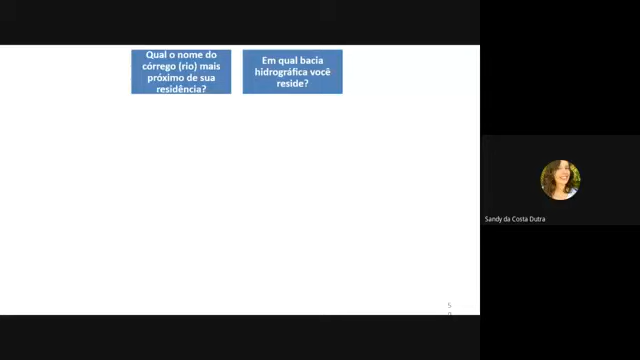 Qual o nome do
córrego (rio) mais
próximo de sua
residência?
Em qual bacia
hidrográfica você
reside?
Sandy da Costa Dutra
5